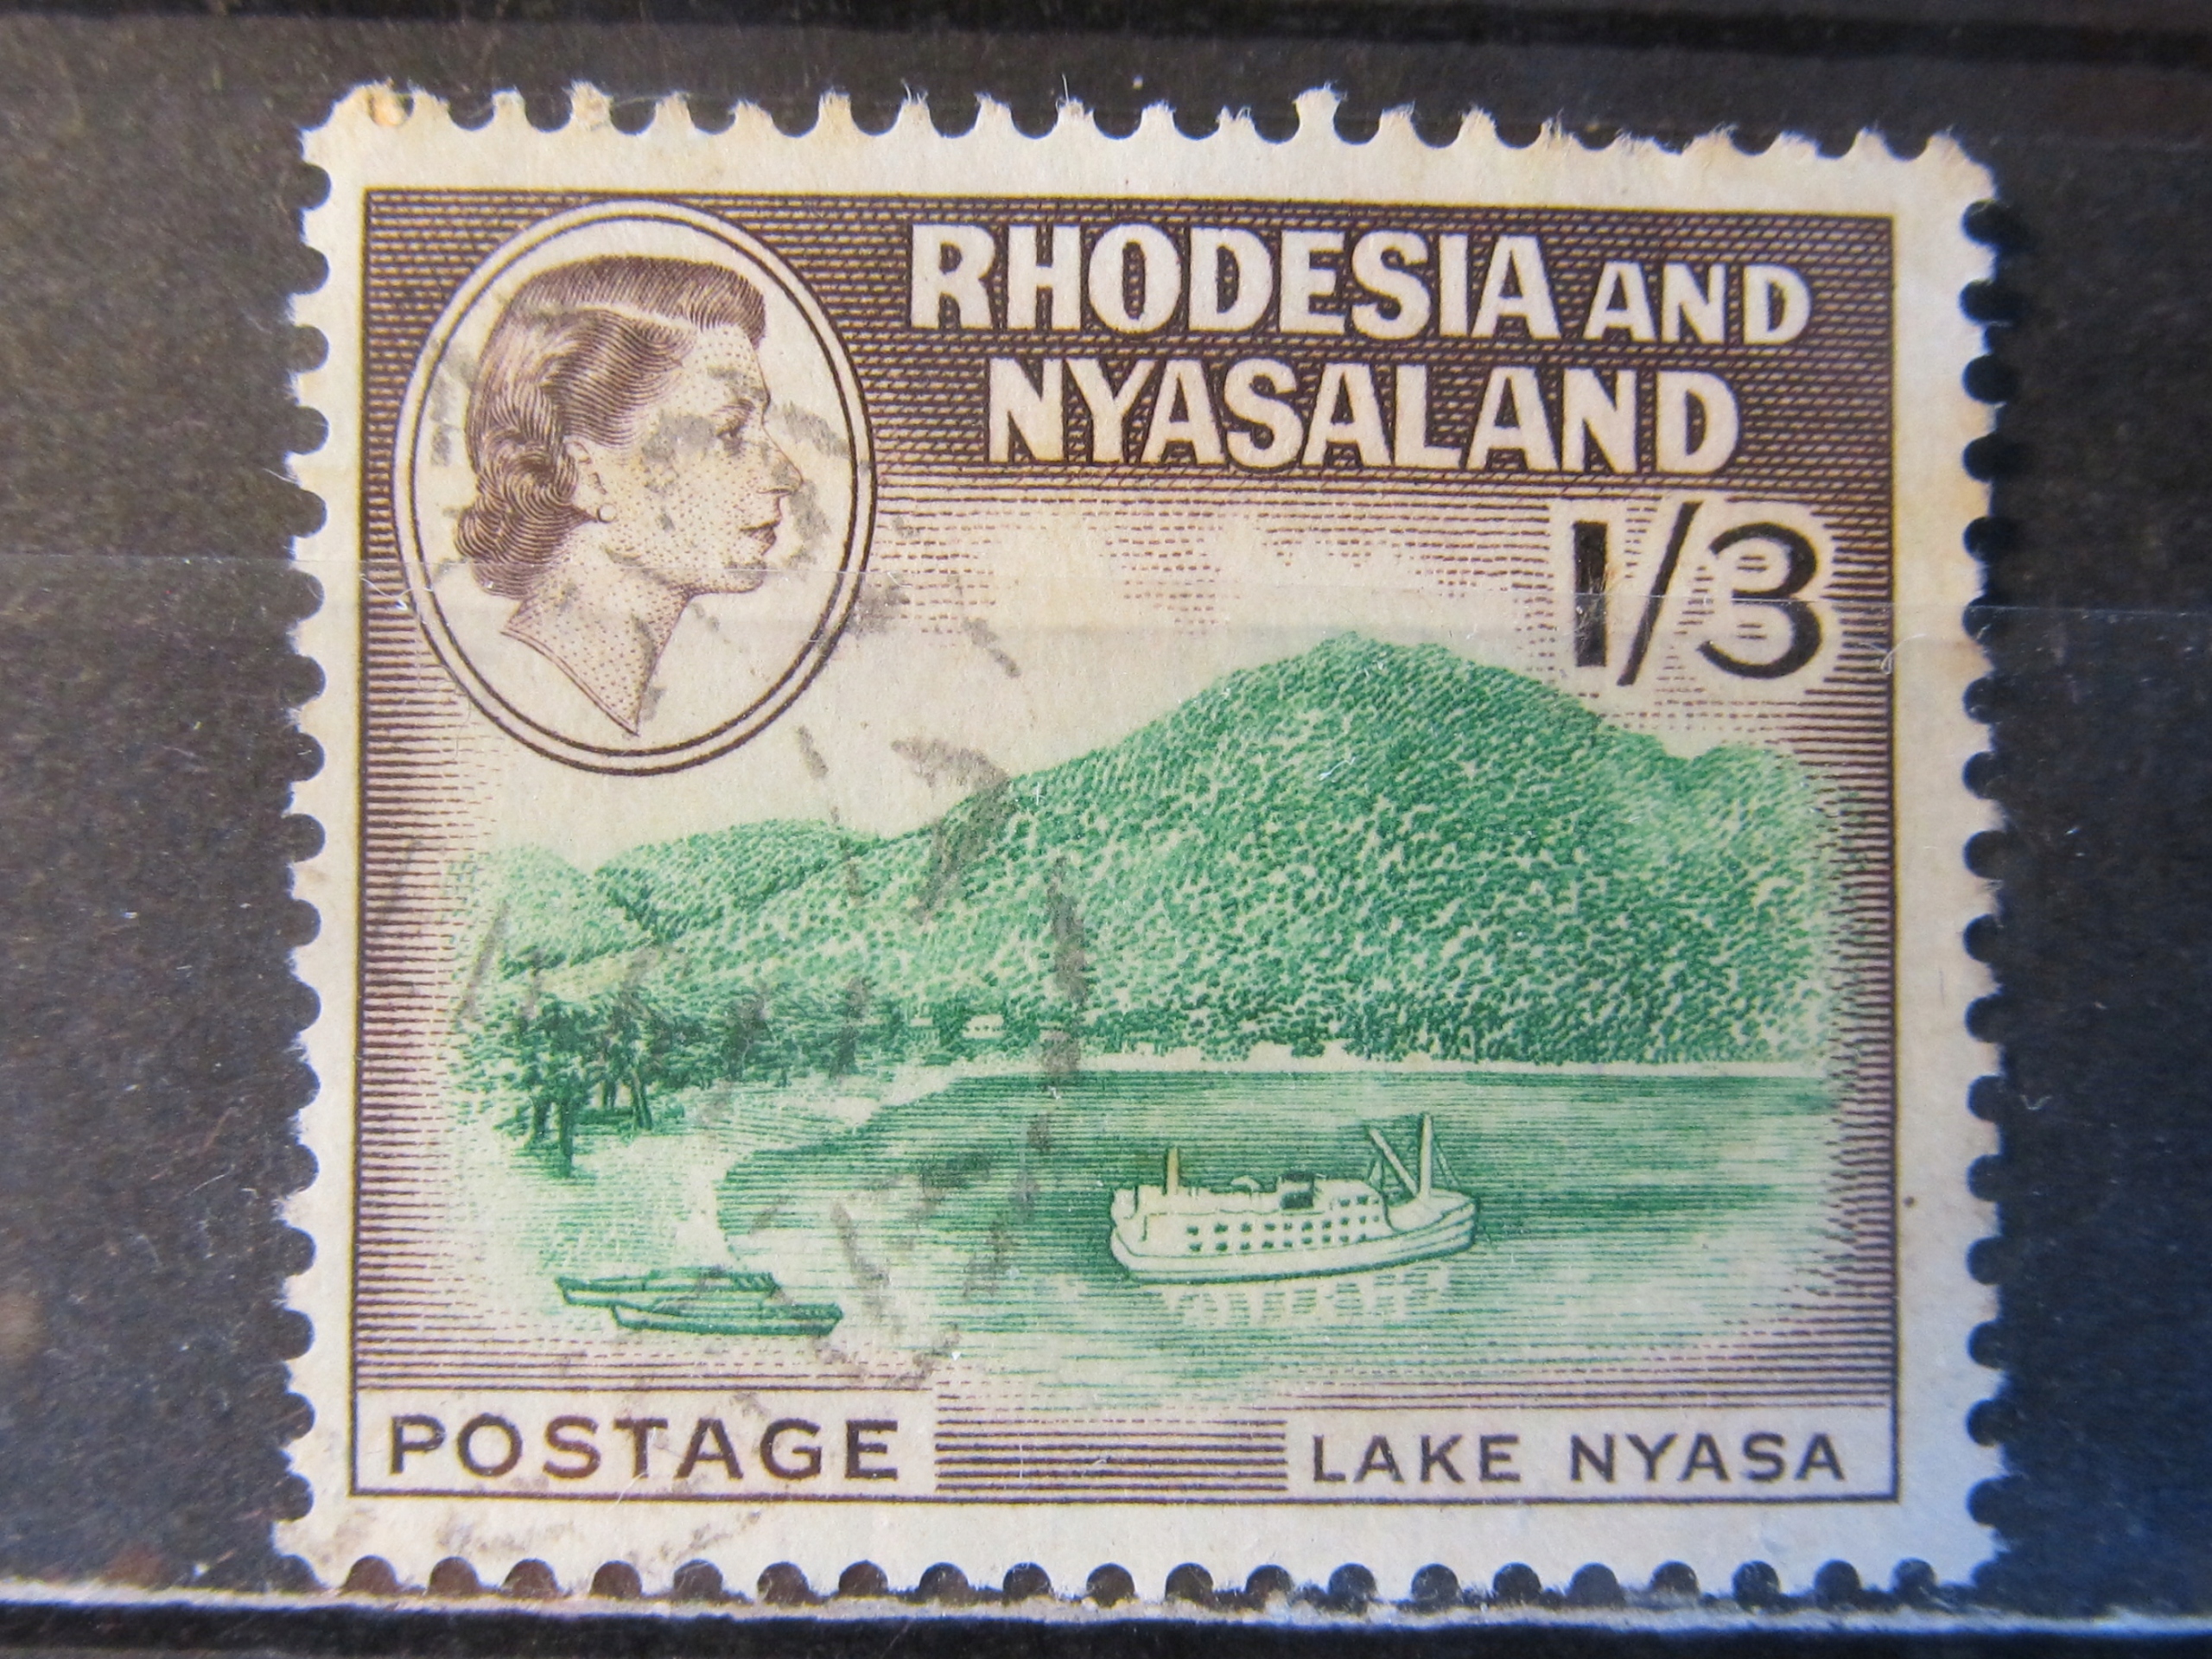 RHODESIA AND
NYASALAND
1/3
POSTAGE
LAKE NYASA